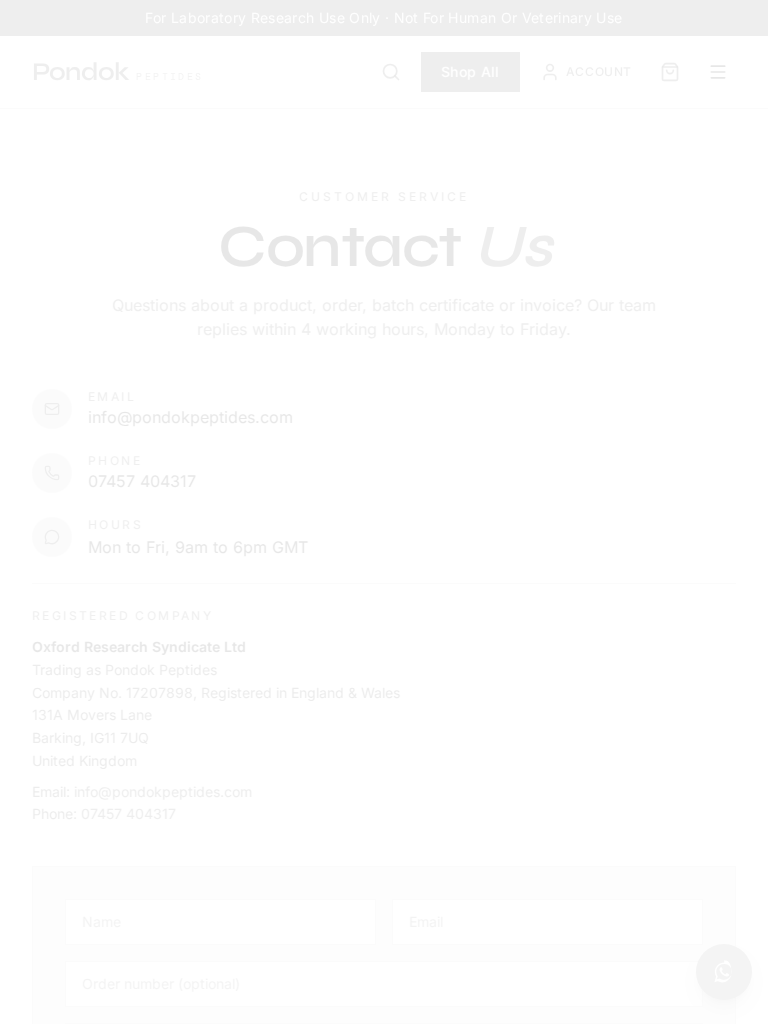 For Laboratory Research Use Only · Not For Human Or Veterinary Use
Pondok PEPTIDES
Shop All
ACCOUNT
CUSTOMER SERVICE
Contact Us
Questions about a product, order, batch certificate or invoice? Our team
replies within 4 working hours, Monday to Friday.
EMAIL
info@pondokpeptides.com
PHONE
07457 404317
HOURS
Mon to Fri, 9am to 6pm GMT
REGISTERED COMPANY
Oxford Research Syndicate Ltd
Trading as Pondok Peptides
Company No. 17207898, Registered in England & Wales
131A Movers Lane
Barking, IG11 7UQ
United Kingdom
Email: info@pondokpeptides.com
Phone: 07457 404317
Name
Email
Order number (optional)